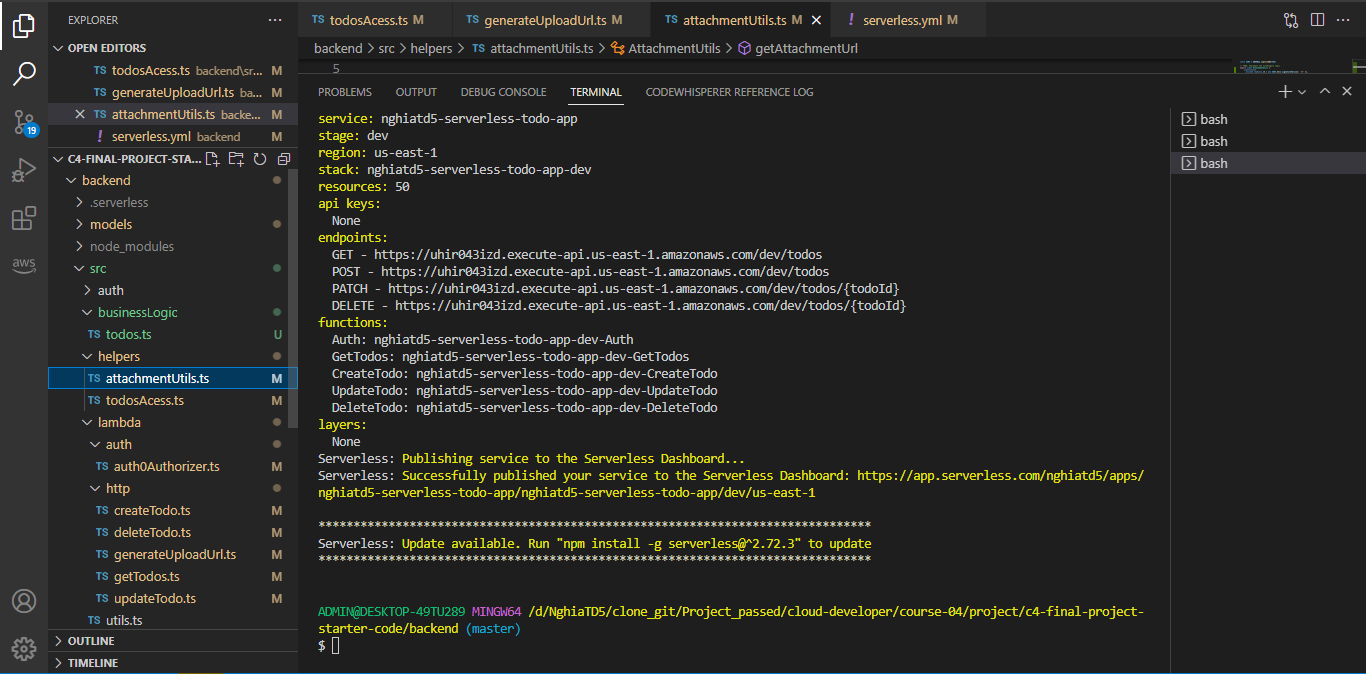 EXPLORER
OPEN EDITORS
TS todosAcess.ts backend\sr... M
TS generateUploadUrl.ts ba... M
TS attachmentUtils.ts backe... M
! serverless.yml backend M
C4-FINAL-PROJECT-STA...
backend
.serverless
models
node_modules
src
auth
businessLogic
TS todos.ts U
helpers
TS attachmentUtils.ts M
TS todosAcess.ts M
lambda
auth
TS auth0Authorizer.ts M
http
TS createTodo.ts M
TS deleteTodo.ts M
TS generateUploadUrl.ts M
TS getTodos.ts M
TS updateTodo.ts M
TS utils.ts
OUTLINE
TIMELINE
19
aws
TS todosAcess.ts M TS generateUploadUrl.ts M TS attachmentUtils.ts M ! serverless.yml M
backend > src > helpers > TS attachmentUtils.ts > AttachmentUtils > getAttachmentUrl
5
PROBLEMS OUTPUT DEBUG CONSOLE TERMINAL CODEWHISPERER REFERENCE LOG
service: nghiatd5-serverless-todo-app
stage: dev
region: us-east-1
stack: nghiatd5-serverless-todo-app-dev
resources: 50
api keys:
None
endpoints:
GET - https://uhir043izd.execute-api.us-east-1.amazonaws.com/dev/todos
POST - https://uhir043izd.execute-api.us-east-1.amazonaws.com/dev/todos
PATCH - https://uhir043izd.execute-api.us-east-1.amazonaws.com/dev/todos/{todoId}
DELETE - https://uhir043izd.execute-api.us-east-1.amazonaws.com/dev/todos/{todoId}
functions:
Auth: nghiatd5-serverless-todo-app-dev-Auth
GetTodos: nghiatd5-serverless-todo-app-dev-GetTodos
CreateTodo: nghiatd5-serverless-todo-app-dev-CreateTodo
UpdateTodo: nghiatd5-serverless-todo-app-dev-UpdateTodo
DeleteTodo: nghiatd5-serverless-todo-app-dev-DeleteTodo
layers:
None
Serverless: Publishing service to the Serverless Dashboard...
Serverless: Successfully published your service to the Serverless Dashboard: https://app.serverless.com/nghiatd5/apps/
nghiatd5-serverless-todo-app/nghiatd5-serverless-todo-app/dev/us-east-1
*******************************************************************************
Serverless: Update available. Run "npm install -g serverless@^2.72.3" to update
*******************************************************************************
ADMIN@DESKTOP-49TU289 MINGW64 /d/NghiaTD5/clone_git/Project_passed/cloud-developer/course-04/project/c4-final-project-
starter-code/backend (master)
$
bash
bash
bash